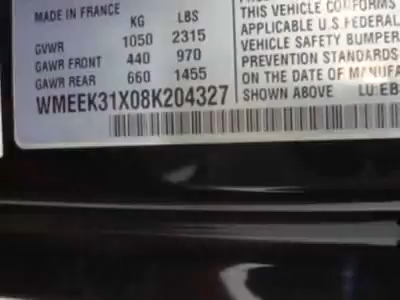 MADE IN FRANCE
KG LBS
GVWR 1050 2315
GAWR FRONT 440 970
GAWR REAR 660 1455
WMEEK31X08K204327
THIS VEHICLE CONFORMS
APPLICABLE U.S.FEDERAL
VEHICLE SAFETY BUMPER
PREVENTION STANDARDS
ON THE DATE OF MANUFA
SHOWN ABOVE LU:EB